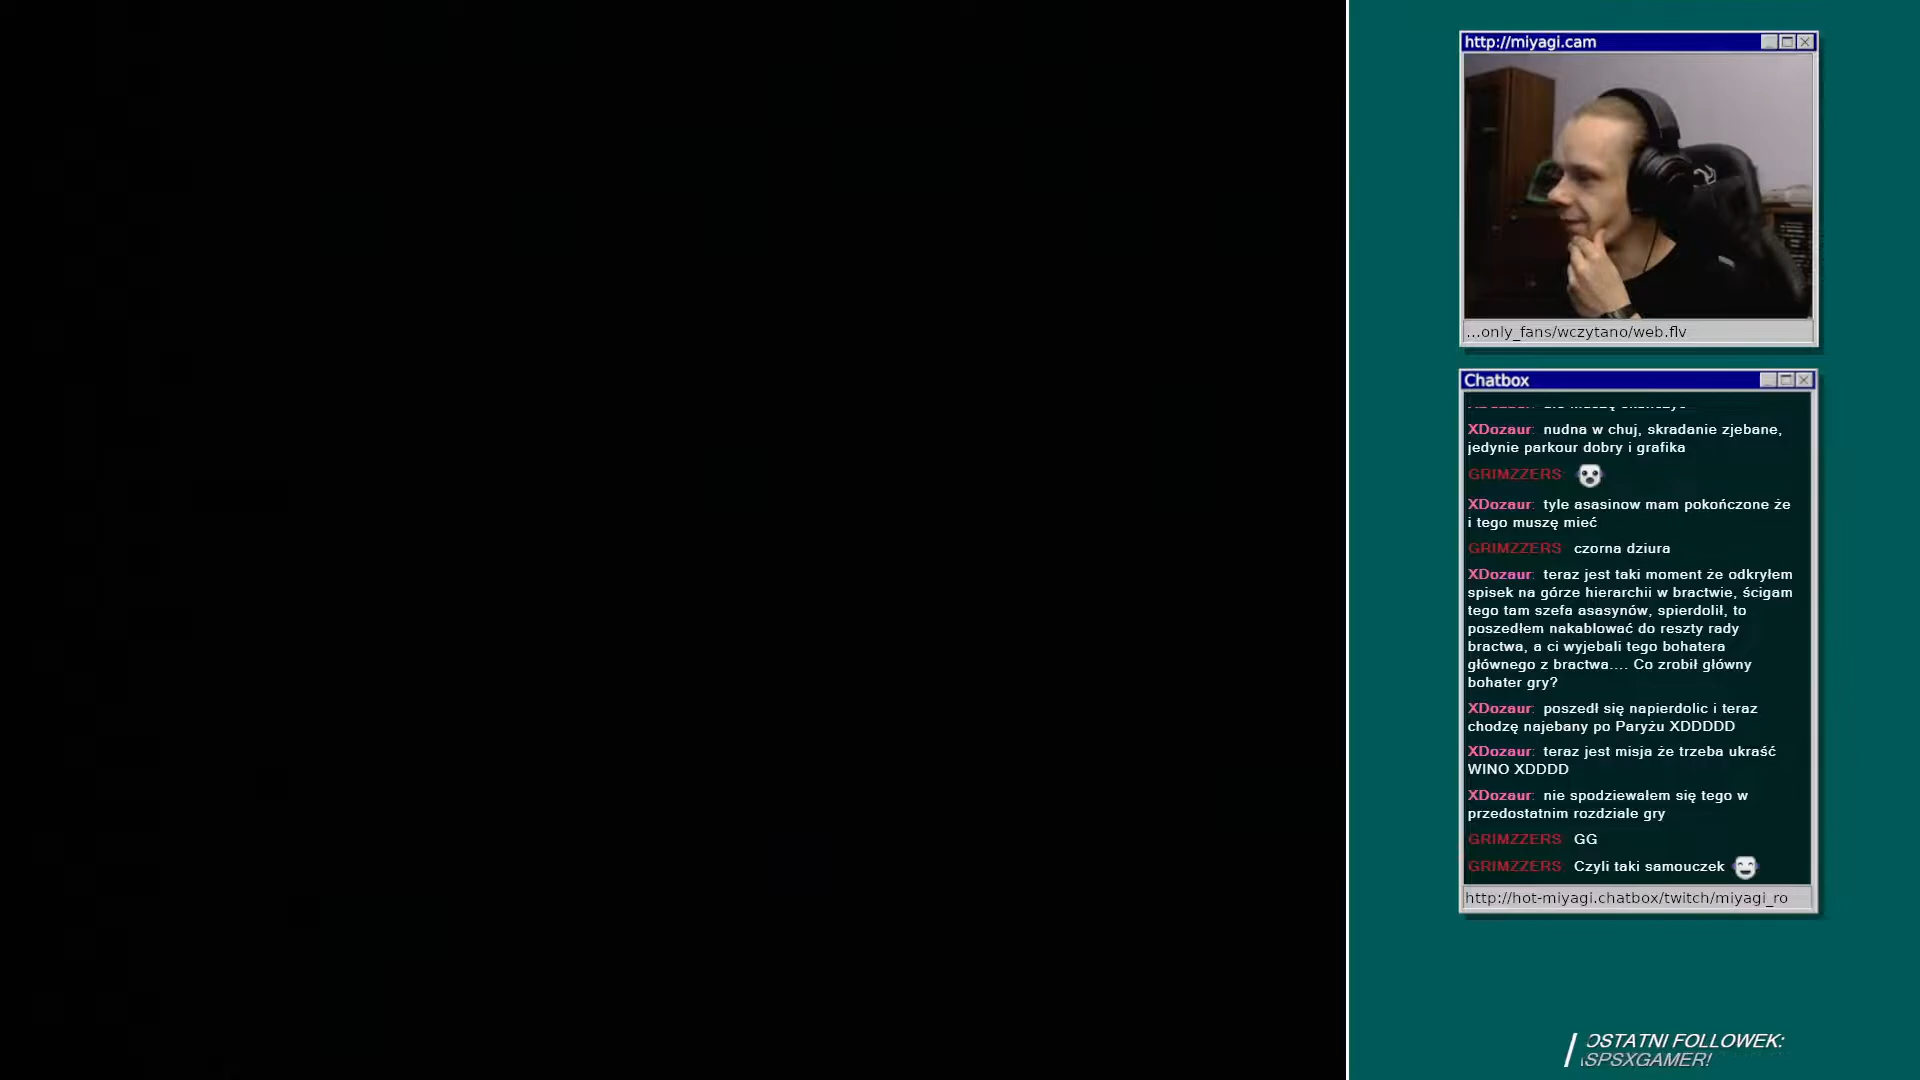 http://miyagi.cam
...only_fans/wczytano/web.flv
Chatbox
XDozaur: nudna w chuj, skradanie zjebane,
jedynie parkour dobry i grafika
GRIMZZERS:
XDozaur: tyle asasinow mam pokończone że
i tego muszę mieć
GRIMZZERS: czorna dziura
XDozaur: teraz jest taki moment że odkryłem
spisek na górze hierarchii w bractwie, ścigam
tego tam szefa asasynów, spierdolił, to
poszedłem nakablować do reszty rady
bractwa, a ci wyjebali tego bohatera
głównego z bractwa.... Co zrobił główny
bohater gry?
XDozaur: poszedł się napierdolic i teraz
chodzę najebany po Paryżu XDDDDD
XDozaur: teraz jest misja że trzeba ukraść
WINO XDDDD
XDozaur: nie spodziewałem się tego w
przedostatnim rozdziale gry
GRIMZZERS: GG
GRIMZZERS: Czyli taki samouczek
http://hot-miyagi.chatbox/twitch/miyagi_ro
OSTATNI FOLLOWEK:
SPSXGAMER!